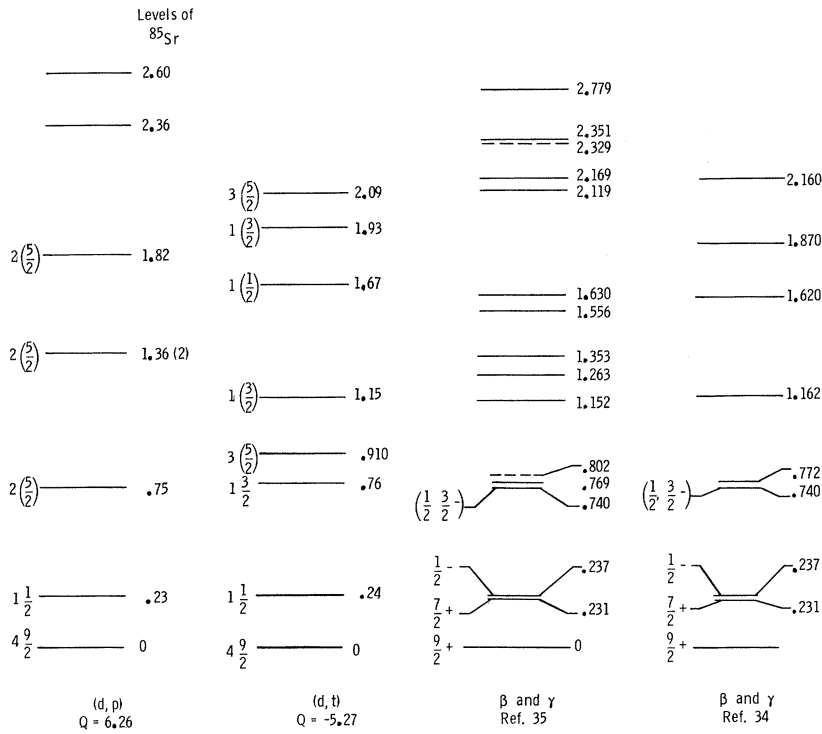 Levels of
⁸⁵Sr
2.60
2.36
2 (5/2) 1.82
2 (5/2) 1.36 (2)
2 (5/2) .75
1 1/2 .23
4 9/2 0
(d, p)
Q = 6.26
3 (5/2) 2.09
1 (3/2) 1.93
1 (1/2) 1.67
1 (3/2) 1.15
3 (5/2) .910
1 3/2 .76
1 1/2 .24
4 9/2 0
(d, t)
Q = -5.27
2.779
2.351
2.329
2.169
2.119
1.630
1.556
1.353
1.263
1.152
.802
.769
(1/2 3/2 -) .740
1/2 - .237
7/2 + .231
9/2 + 0
β and γ
Ref. 35
2.160
1.870
1.620
1.162
.772
(1/2, 3/2 -) .740
1/2 - .237
7/2 + .231
9/2 +
β and γ
Ref. 34